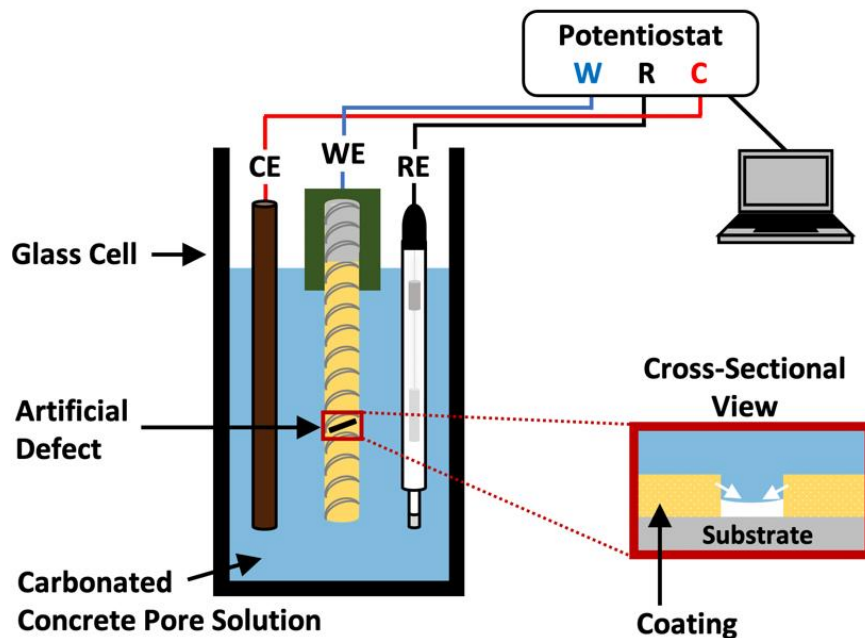 Potentiostat
W R C
CE WE RE
Glass Cell
Artificial
Defect
Carbonated
Concrete Pore Solution
Cross-Sectional
View
Substrate
Coating